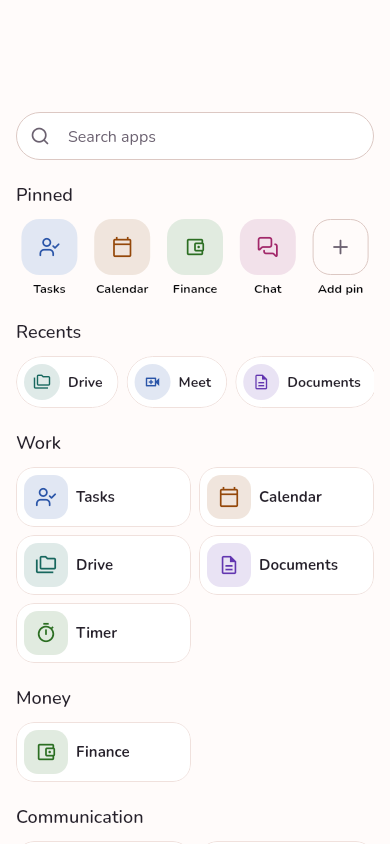 Search apps
Pinned
Tasks
Calendar
Finance
Chat
Add pin
Recents
Drive
Meet
Documents
Work
Tasks
Calendar
Drive
Documents
Timer
Money
Finance
Communication